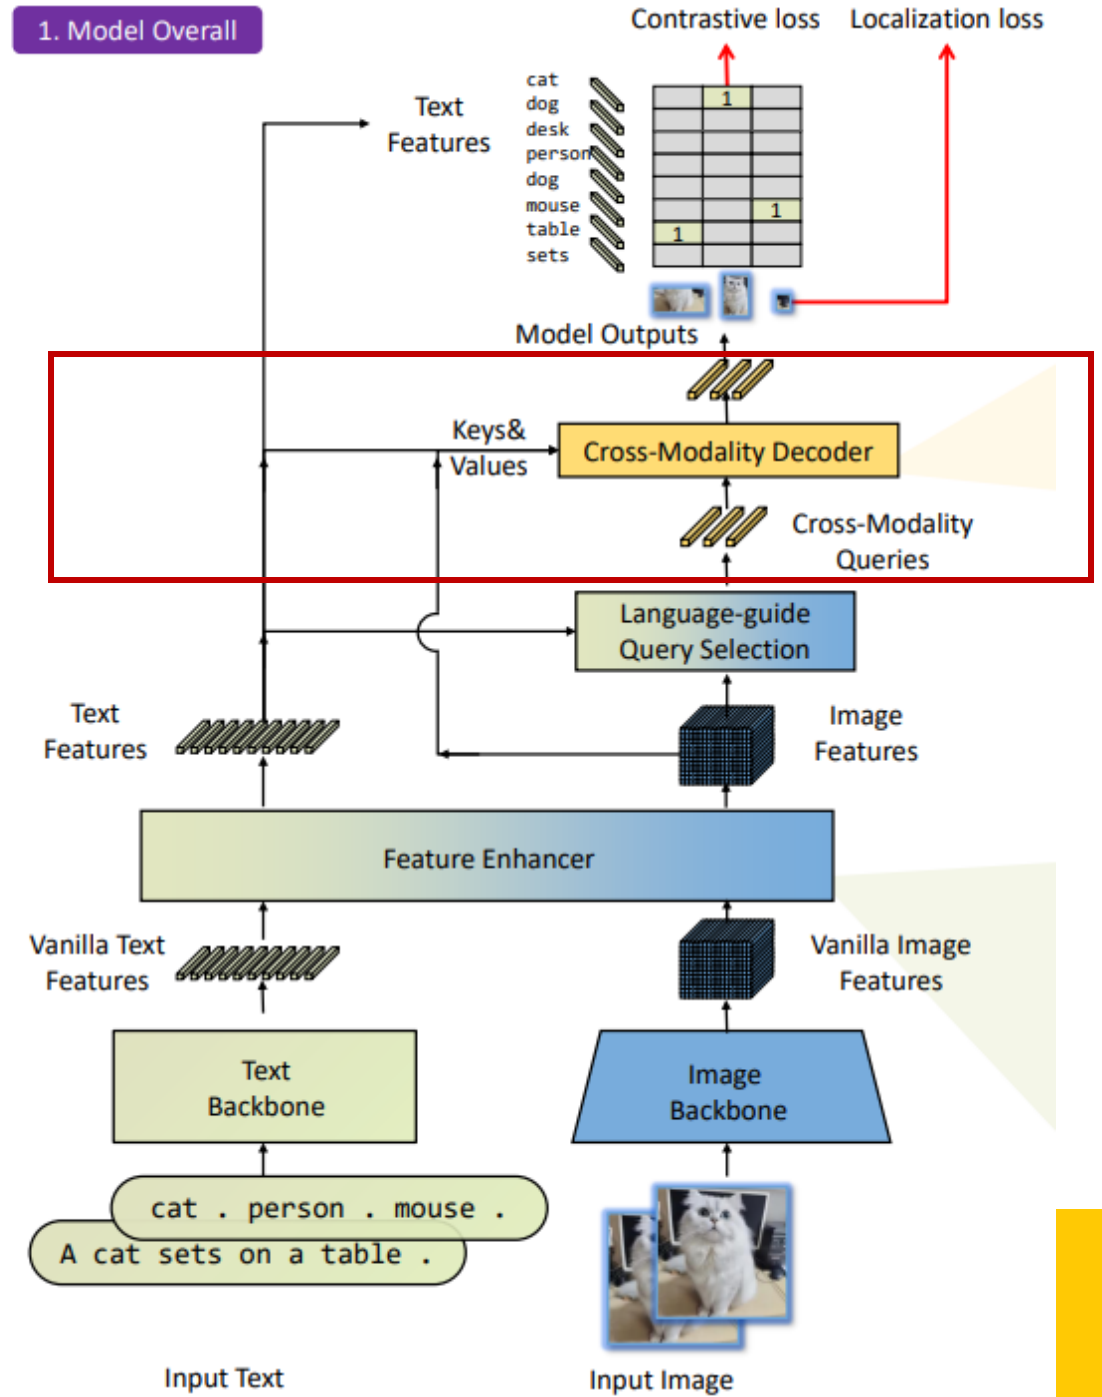 1. Model Overall
Contrastive loss
Localization loss
Text
Features
cat
dog
desk
person
dog
mouse
table
sets
1
1
1
Model Outputs
Keys&
Values
Cross-Modality Decoder
Cross-Modality
Queries
Language-guide
Query Selection
Text
Features
Image
Features
Feature Enhancer
Vanilla Text
Features
Vanilla Image
Features
Text
Backbone
Image
Backbone
cat . person . mouse .
A cat sets on a table .
Input Text
Input Image